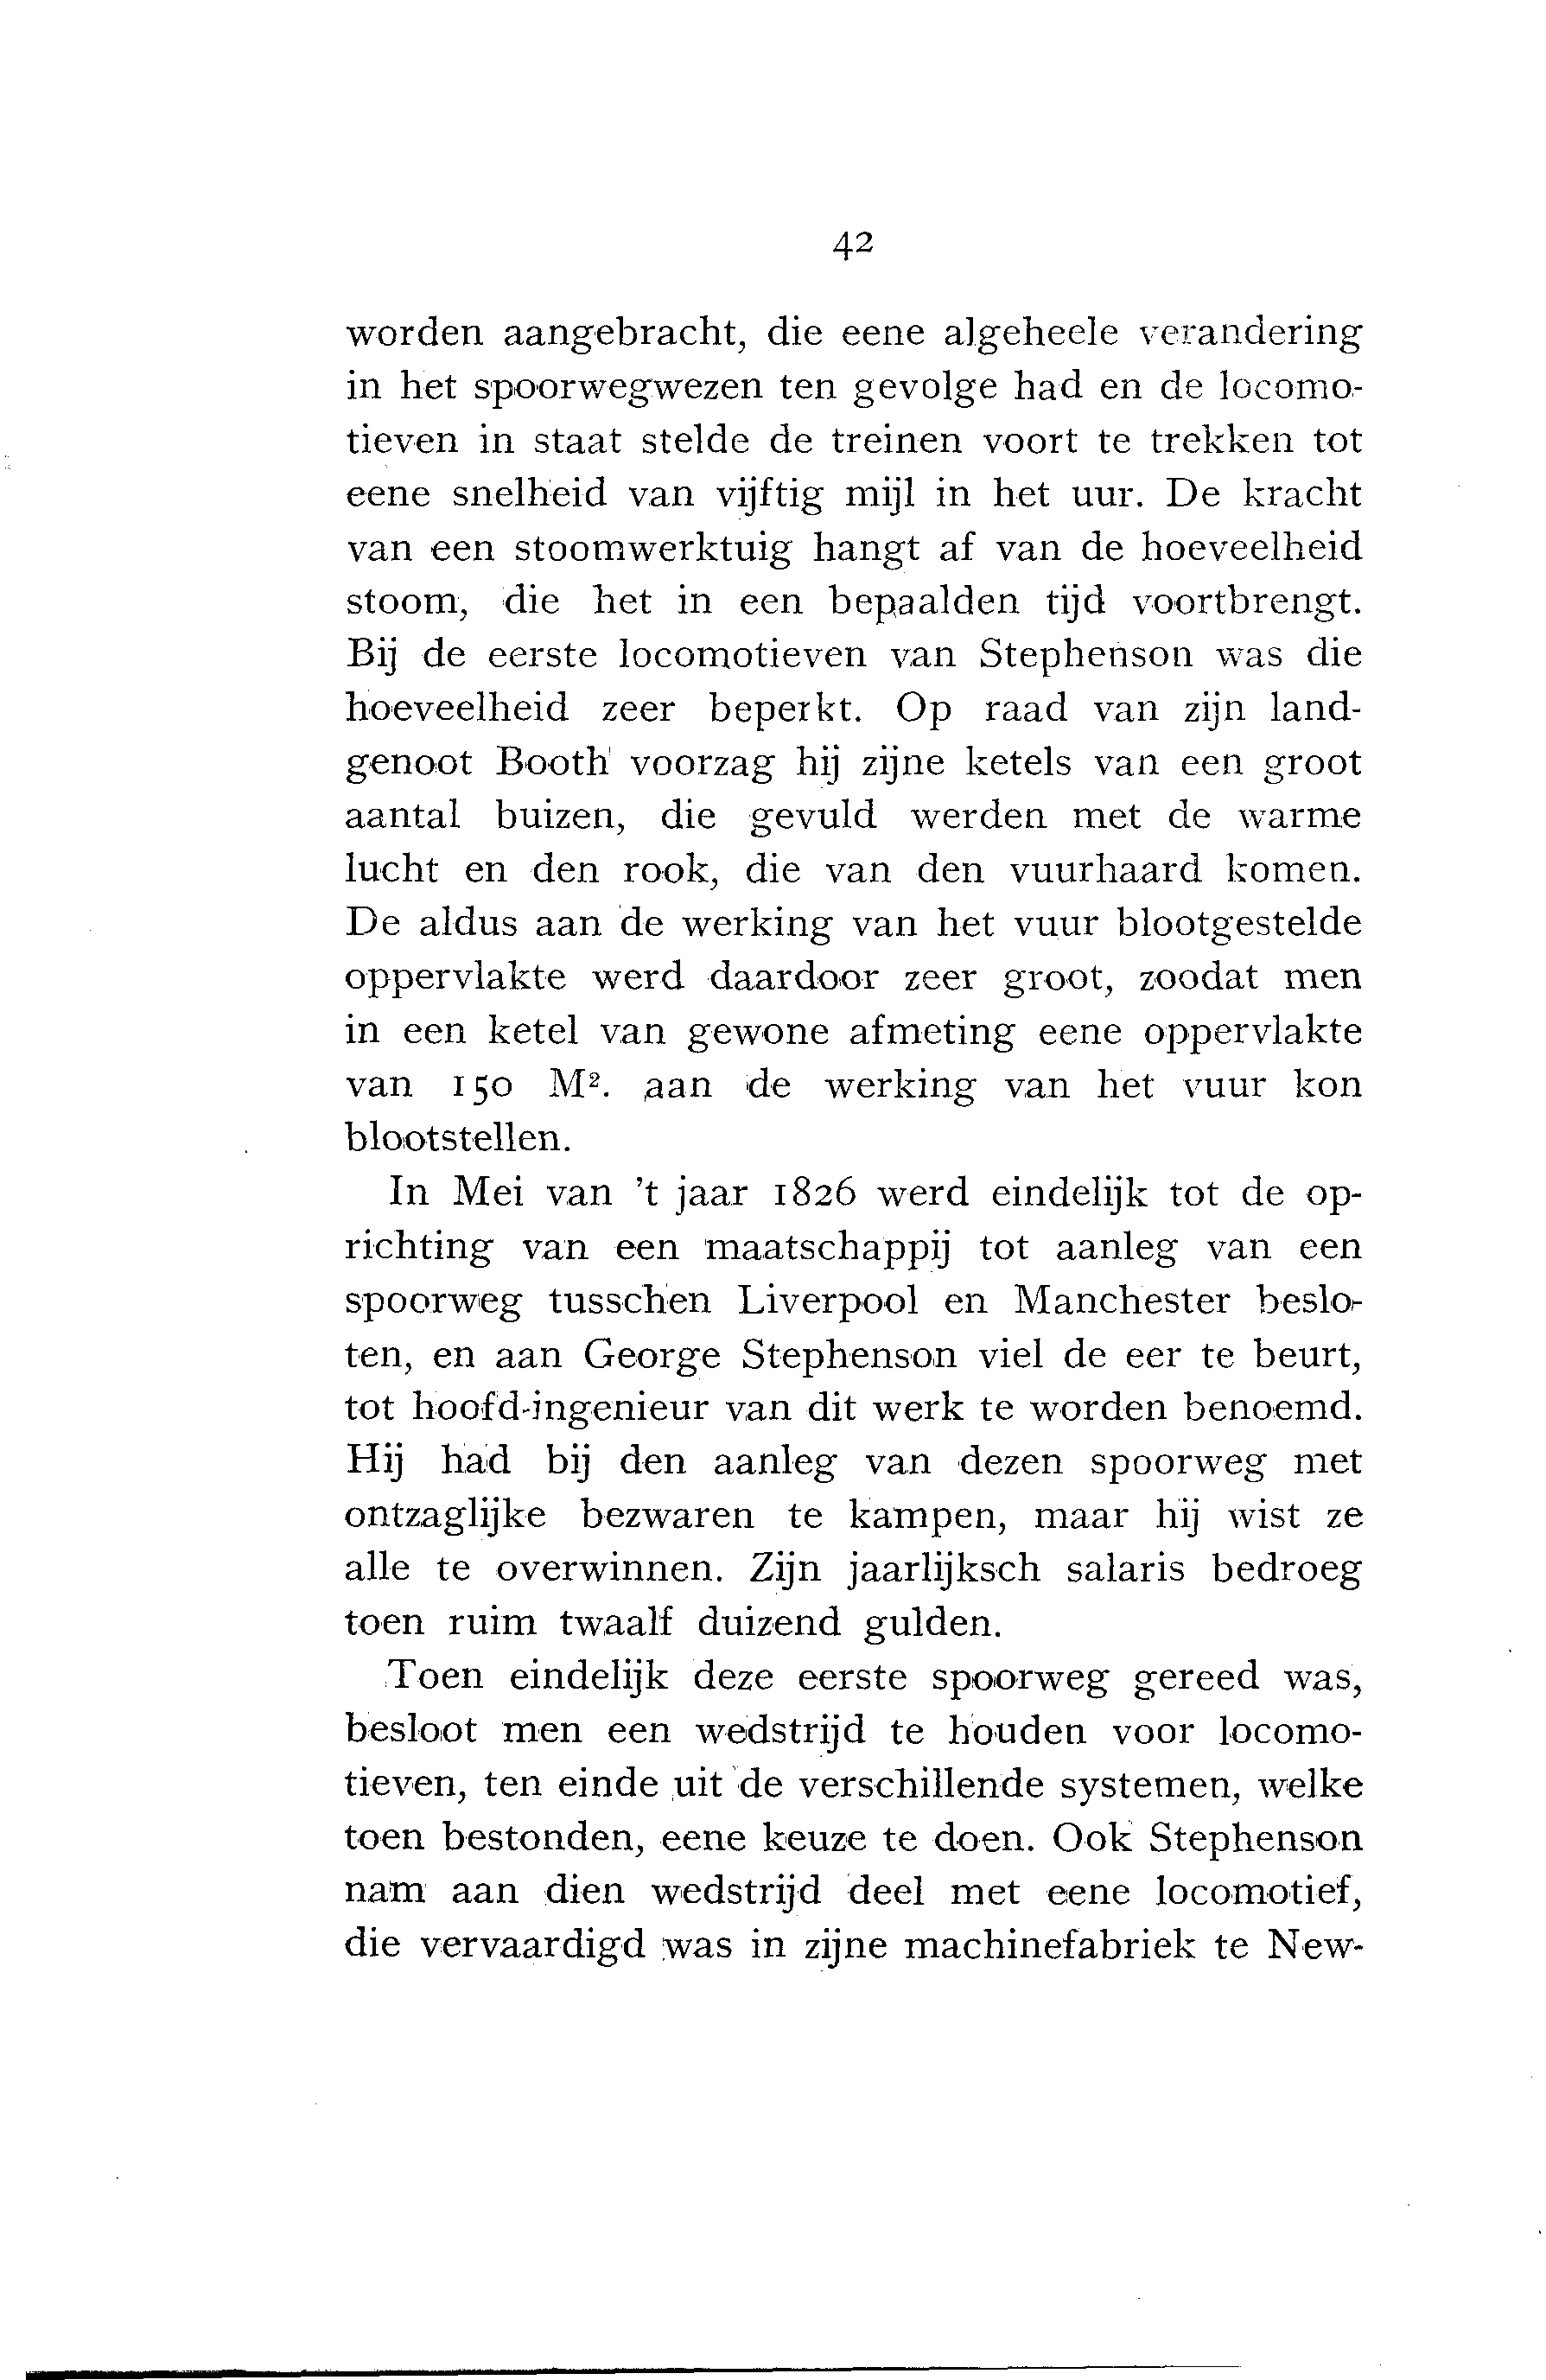 42
worden aangebracht, die eene algeheele verandering
in het spoorwegwezen ten gevolge had en de locomo-
tieven in staat stelde de treinen voort te trekken tot
eene snelheid van vijftig mijl in het uur. De kracht
van een stoomwerktuig hangt af van de hoeveelheid
stoom, die het in een bepaalden tijd voortbrengt.
Bij de eerste locomotieven van Stephenson was die
hoeveelheid zeer beperkt. Op raad van zijn land-
genoot Booth voorzag hij zijne ketels van een groot
aantal buizen, die gevuld werden met de warme
lucht en den rook, die van den vuurhaard komen.
De aldus aan de werking van het vuur blootgestelde
oppervlakte werd daardoor zeer groot, zoodat men
in een ketel van gewone afmeting eene oppervlakte
van 150 M². aan de werking van het vuur kon
blootstellen.
In Mei van 't jaar 1826 werd eindelijk tot de op-
richting van een maatschappij tot aanleg van een
spoorweg tusschen Liverpool en Manchester beslo-
ten, en aan George Stephenson viel de eer te beurt,
tot hoofd-ingenieur van dit werk te worden benoemd.
Hij had bij den aanleg van dezen spoorweg met
ontzaglijke bezwaren te kampen, maar hij wist ze
alle te overwinnen. Zijn jaarlijksch salaris bedroeg
toen ruim twaalf duizend gulden.
Toen eindelijk deze eerste spoorweg gereed was,
besloot men een wedstrijd te houden voor locomo-
tieven, ten einde uit de verschillende systemen, welke
toen bestonden, eene keuze te doen. Ook Stephenson
nam aan dien wedstrijd deel met eene locomotief,
die vervaardigd was in zijne machinefabriek te New-